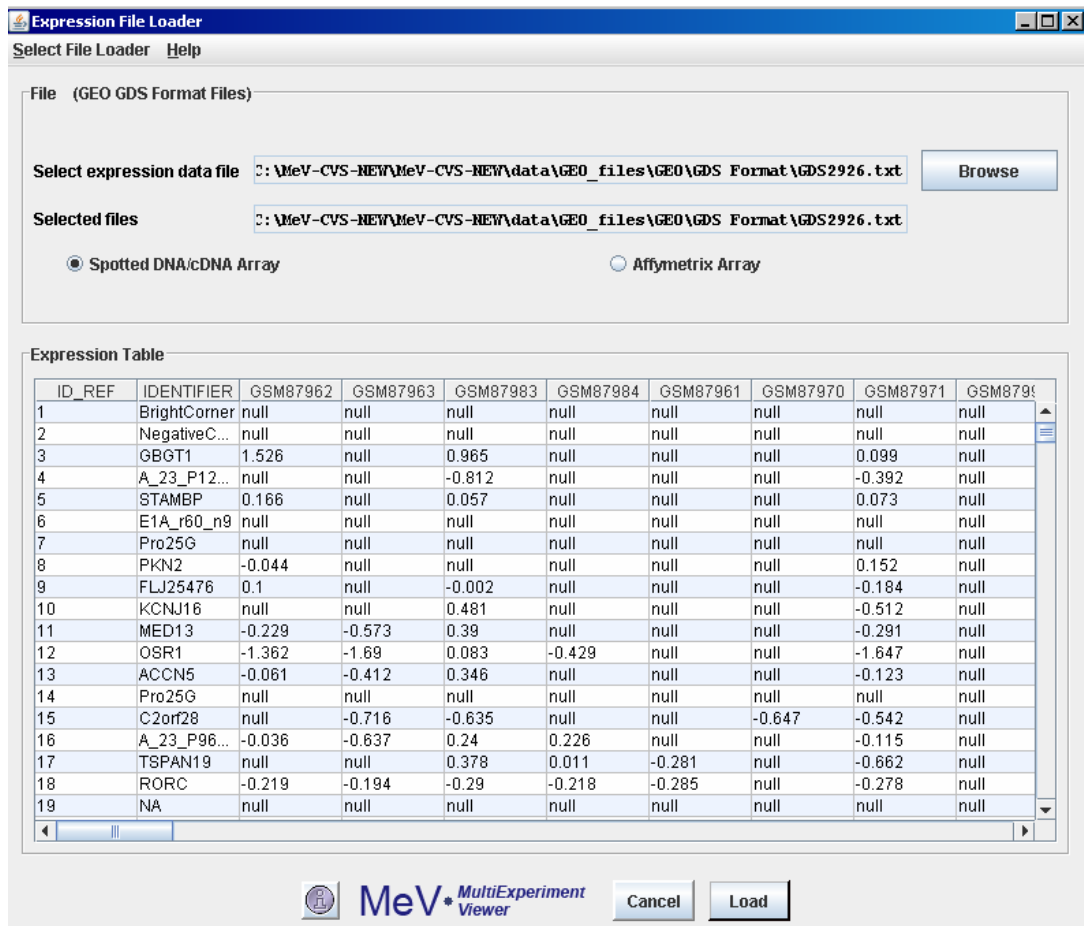 Expression File Loader
Select File Loader Help
File (GEO GDS Format Files)
Select expression data file C:\MeV-CVS-NEW\MeV-CVS-NEW\data\GEO_files\GEO\GDS Format\GDS2926.txt Browse
Selected files C:\MeV-CVS-NEW\MeV-CVS-NEW\data\GEO_files\GEO\GDS Format\GDS2926.txt
Spotted DNA/cDNA Array Affymetrix Array
Expression Table
ID_REF IDENTIFIER GSM87962 GSM87963 GSM87983 GSM87984 GSM87961 GSM87970 GSM87971 GSM8799
1 BrightCorner null null null null null null null null
2 NegativeC... null null null null null null null null
3 GBGT1 1.526 null 0.965 null null null 0.099 null
4 A_23_P12... null null -0.812 null null null -0.392 null
5 STAMBP 0.166 null 0.057 null null null 0.073 null
6 E1A_r60_n9 null null null null null null null null
7 Pro25G null null null null null null null null
8 PKN2 -0.044 null null null null null 0.152 null
9 FLJ25476 0.1 null -0.002 null null null -0.184 null
10 KCNJ16 null null 0.481 null null null -0.512 null
11 MED13 -0.229 -0.573 0.39 null null null -0.291 null
12 OSR1 -1.362 -1.69 0.083 -0.429 null null -1.647 null
13 ACCN5 -0.061 -0.412 0.346 null null null -0.123 null
14 Pro25G null null null null null null null null
15 C2orf28 null -0.716 -0.635 null null -0.647 -0.542 null
16 A_23_P96... -0.036 -0.637 0.24 0.226 null null -0.115 null
17 TSPAN19 null null 0.378 0.011 -0.281 null -0.662 null
18 RORC -0.219 -0.194 -0.29 -0.218 -0.285 null -0.278 null
19 NA null null null null null null null null
MeV MultiExperiment Viewer Cancel Load